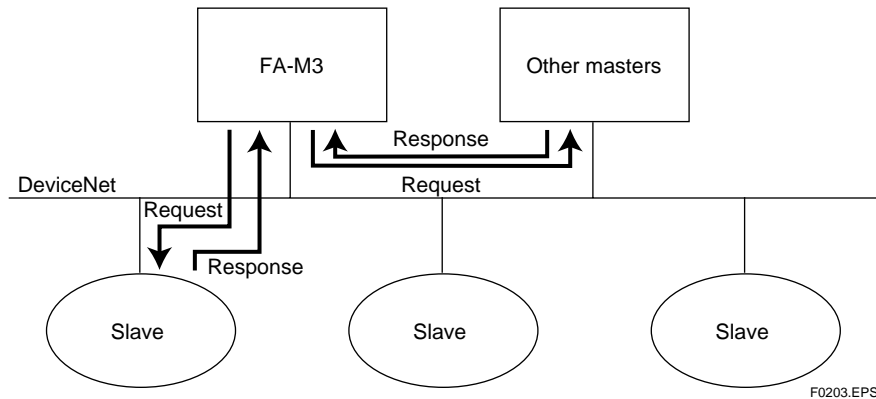 FA-M3
Other masters
Response
DeviceNet
Request
Request
Response
Slave
Slave
Slave
F0203.EPS